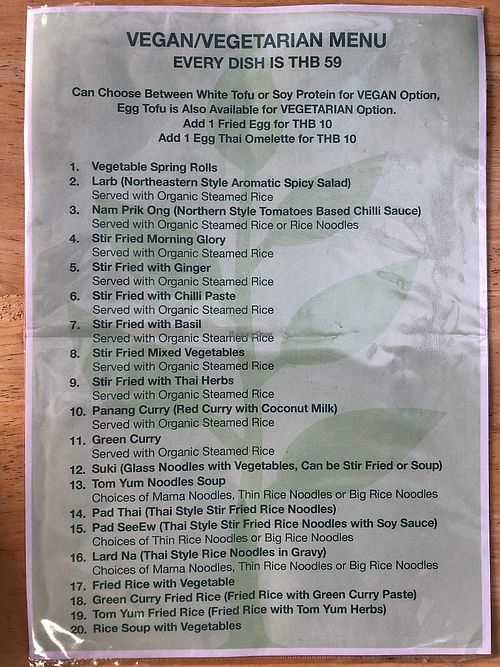 VEGAN/VEGETARIAN MENU
EVERY DISH IS THB 59
Can Choose Between White Tofu or Soy Protein for VEGAN Option,
Egg Tofu is Also Available for VEGETARIAN Option.
Add 1 Fried Egg for THB 10
Add 1 Egg Thai Omelette for THB 10
1. Vegetable Spring Rolls
2. Larb (Northeastern Style Aromatic Spicy Salad)
Served with Organic Steamed Rice
3. Nam Prik Ong (Northern Style Tomatoes Based Chilli Sauce)
Served with Organic Steamed Rice or Rice Noodles
4. Stir Fried Morning Glory
Served with Organic Steamed Rice
5. Stir Fried with Ginger
Served with Organic Steamed Rice
6. Stir Fried with Chilli Paste
Served with Organic Steamed Rice
7. Stir Fried with Basil
Served with Organic Steamed Rice
8. Stir Fried Mixed Vegetables
Served with Organic Steamed Rice
9. Stir Fried with Thai Herbs
Served with Organic Steamed Rice
10. Panang Curry (Red Curry with Coconut Milk)
Served with Organic Steamed Rice
11. Green Curry
Served with Organic Steamed Rice
12. Suki (Glass Noodles with Vegetables, Can be Stir Fried or Soup)
13. Tom Yum Noodles Soup
Choices of Mama Noodles, Thin Rice Noodles or Big Rice Noodles
14. Pad Thai (Thai Style Stir Fried Rice Noodles)
15. Pad SeeEw (Thai Style Stir Fried Rice Noodles with Soy Sauce)
Choices of Thin Rice Noodles or Big Rice Noodles
16. Lard Na (Thai Style Rice Noodles in Gravy)
Choices of Mama Noodles, Thin Rice Noodles or Big Rice Noodles
17. Fried Rice with Vegetable
18. Green Curry Fried Rice (Fried Rice with Green Curry Paste)
19. Tom Yum Fried Rice (Fried Rice with Tom Yum Herbs)
20. Rice Soup with Vegetables